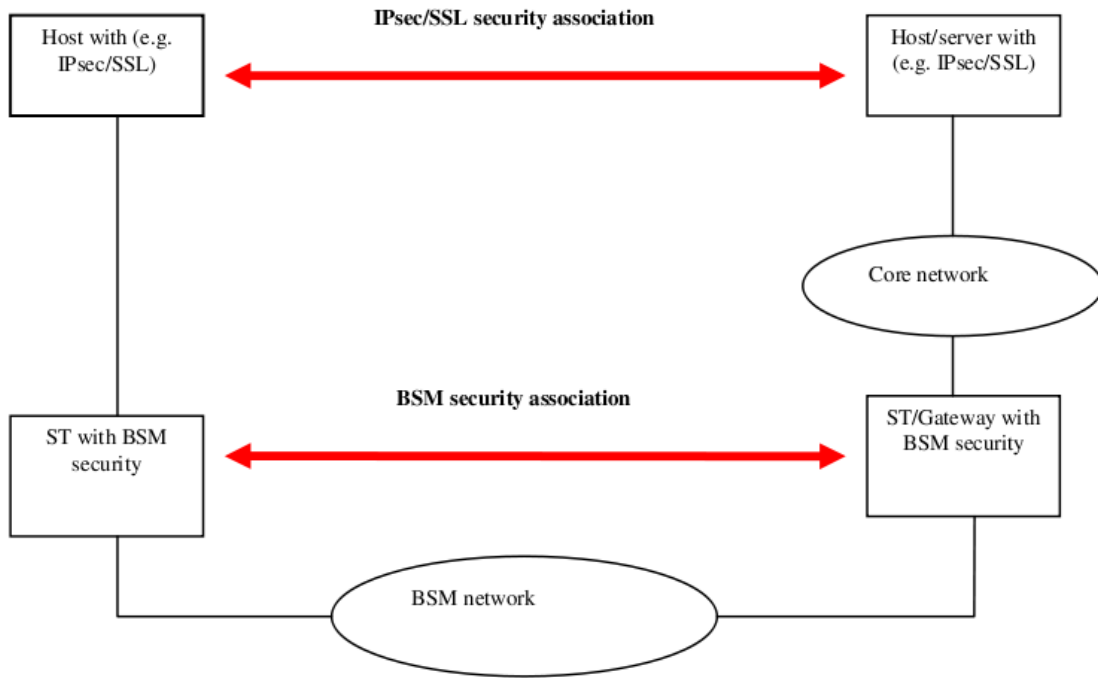 IPsec/SSL security association
Host with (e.g.
IPsec/SSL)
Host/server with
(e.g. IPsec/SSL)
Core network
BSM security association
ST with BSM
security
ST/Gateway with
BSM security
BSM network